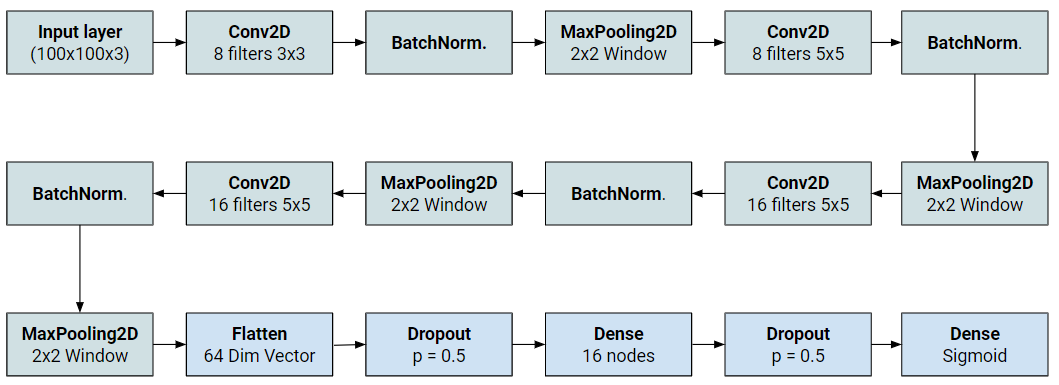 Input layer
(100x100x3)
Conv2D
8 filters 3x3
BatchNorm.
MaxPooling2D
2x2 Window
Conv2D
8 filters 5x5
BatchNorm.
BatchNorm.
Conv2D
16 filters 5x5
MaxPooling2D
2x2 Window
BatchNorm.
Conv2D
16 filters 5x5
MaxPooling2D
2x2 Window
MaxPooling2D
2x2 Window
Flatten
64 Dim Vector
Dropout
p = 0.5
Dense
16 nodes
Dropout
p = 0.5
Dense
Sigmoid